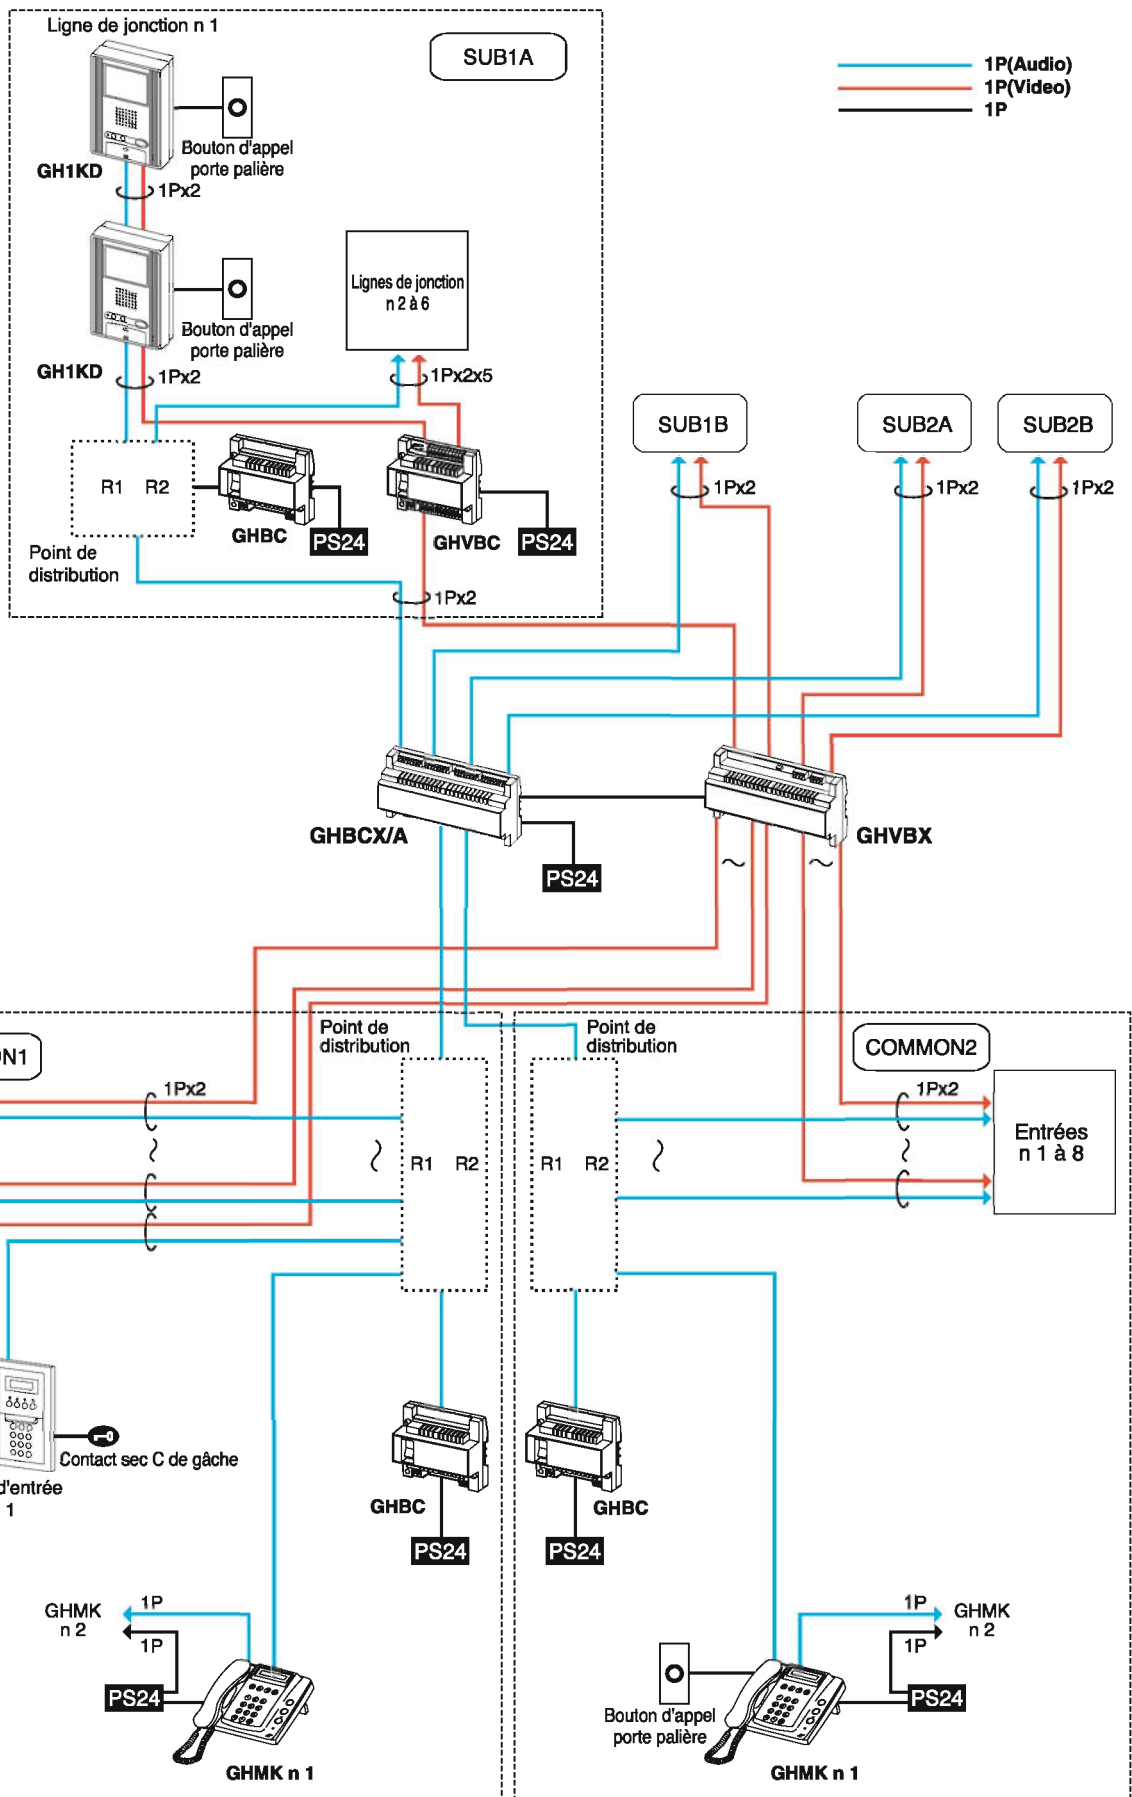 Ligne de jonction n 1
SUB1A
1P(Audio)
1P(Video)
1P
Bouton d'appel
porte palière
GH1KD
1Px2
Lignes de jonction
n 2 à 6
Bouton d'appel
porte palière
GH1KD
1Px2
1Px2x5
SUB1B
SUB2A
SUB2B
R1 R2
1Px2
1Px2
1Px2
GHBC
PS24
GHVBC
PS24
Point de
distribution
1Px2
GHBCX/A
GHVBX
PS24
Point de
distribution
Point de
distribution
N1
COMMON2
1Px2
1Px2
R1 R2
R1 R2
Entrées
n 1 à 8
Contact sec C de gâche
d'entrée
1
GHBC
GHBC
PS24
PS24
GHMK
n 2
1P
1P
1P
1P
GHMK
n 2
PS24
PS24
Bouton d'appel
porte palière
GHMK n 1
GHMK n 1